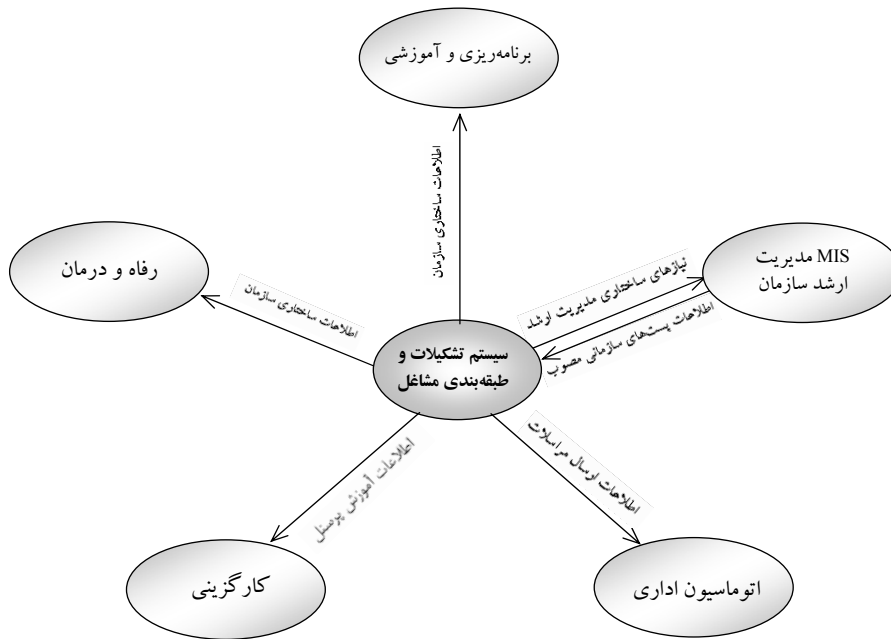 برنامه‌ریزی و آموزشی
اطلاعات ساختاری سازمان
رفاه و درمان
اطلاعات ساختاری سازمان
MIS مدیریت
ارشد سازمان
نیازهای ساختاری مدیریت ارشد
اطلاعات پست‌های سازمانی مصوب
سیستم تشکیلات و
طبقه‌بندی مشاغل
اطلاعات آموزش پرسنل
اطلاعات ارسال مراسلات
کارگزینی
اتوماسیون اداری